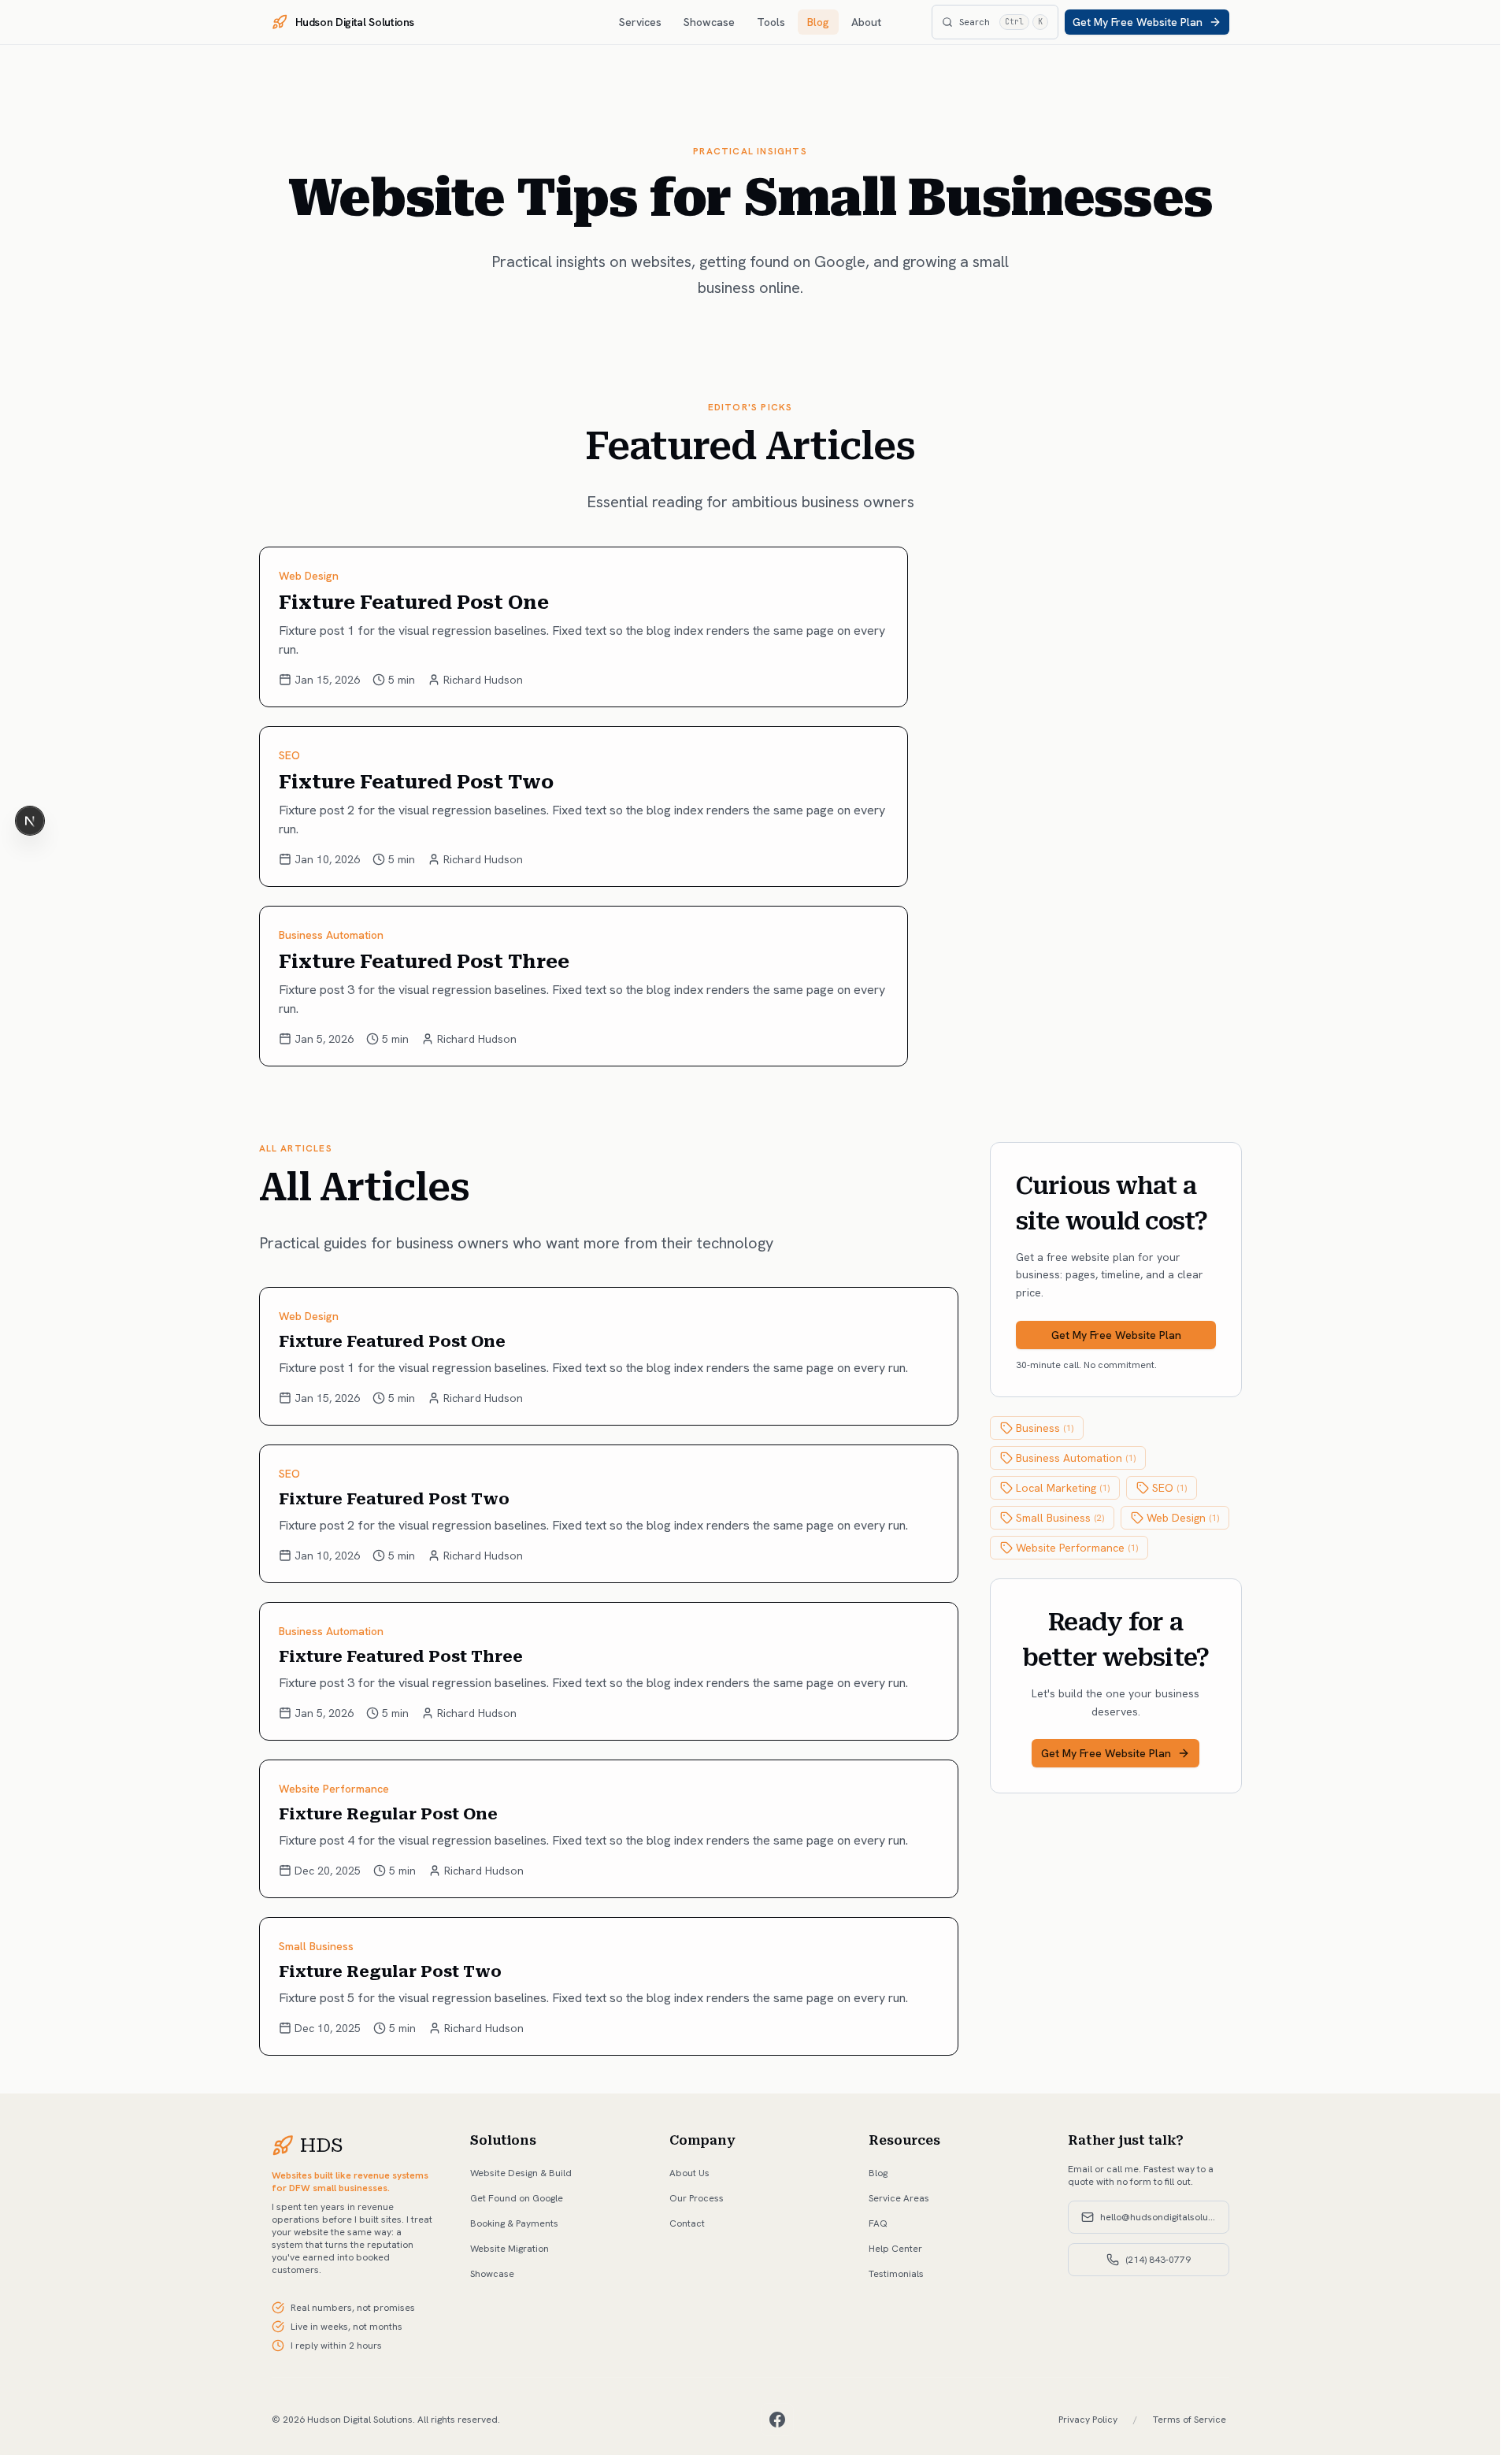 Hudson Digital Solutions
Services
Showcase
Tools
Blog
About
Search
Ctrl
K
Get My Free Website Plan
PRACTICAL INSIGHTS
Website Tips for Small Businesses
Practical insights on websites, getting found on Google, and growing a small
business online.
EDITOR'S PICKS
Featured Articles
Essential reading for ambitious business owners
Web Design
Fixture Featured Post One
Fixture post 1 for the visual regression baselines. Fixed text so the blog index renders the same page on every
run.
Jan 15, 2026 5 min Richard Hudson
SEO
Fixture Featured Post Two
Fixture post 2 for the visual regression baselines. Fixed text so the blog index renders the same page on every
run.
Jan 10, 2026 5 min Richard Hudson
N
Business Automation
Fixture Featured Post Three
Fixture post 3 for the visual regression baselines. Fixed text so the blog index renders the same page on every
run.
Jan 5, 2026 5 min Richard Hudson
ALL ARTICLES
All Articles
Practical guides for business owners who want more from their technology
Web Design
Fixture Featured Post One
Fixture post 1 for the visual regression baselines. Fixed text so the blog index renders the same page on every run.
Jan 15, 2026 5 min Richard Hudson
SEO
Fixture Featured Post Two
Fixture post 2 for the visual regression baselines. Fixed text so the blog index renders the same page on every run.
Jan 10, 2026 5 min Richard Hudson
Business Automation
Fixture Featured Post Three
Fixture post 3 for the visual regression baselines. Fixed text so the blog index renders the same page on every run.
Jan 5, 2026 5 min Richard Hudson
Website Performance
Fixture Regular Post One
Fixture post 4 for the visual regression baselines. Fixed text so the blog index renders the same page on every run.
Dec 20, 2025 5 min Richard Hudson
Small Business
Fixture Regular Post Two
Fixture post 5 for the visual regression baselines. Fixed text so the blog index renders the same page on every run.
Dec 10, 2025 5 min Richard Hudson
Curious what a
site would cost?
Get a free website plan for your
business: pages, timeline, and a clear
price.
Get My Free Website Plan
30-minute call. No commitment.
Business (1)
Business Automation (1)
Local Marketing (1) SEO (1)
Small Business (2) Web Design (1)
Website Performance (1)
Ready for a
better website?
Let's build the one your business
deserves.
Get My Free Website Plan
HDS
Websites built like revenue systems
for DFW small businesses.
I spent ten years in revenue
operations before I built sites. I treat
your website the same way: a
system that turns the reputation
you've earned into booked
customers.
Real numbers, not promises
Live in weeks, not months
I reply within 2 hours
Solutions
Website Design & Build
Get Found on Google
Booking & Payments
Website Migration
Showcase
Company
About Us
Our Process
Contact
Resources
Blog
Service Areas
FAQ
Help Center
Testimonials
Rather just talk?
Email or call me. Fastest way to a
quote with no form to fill out.
hello@hudsondigitalsolu...
(214) 843-0779
© 2026 Hudson Digital Solutions. All rights reserved.
Privacy Policy / Terms of Service